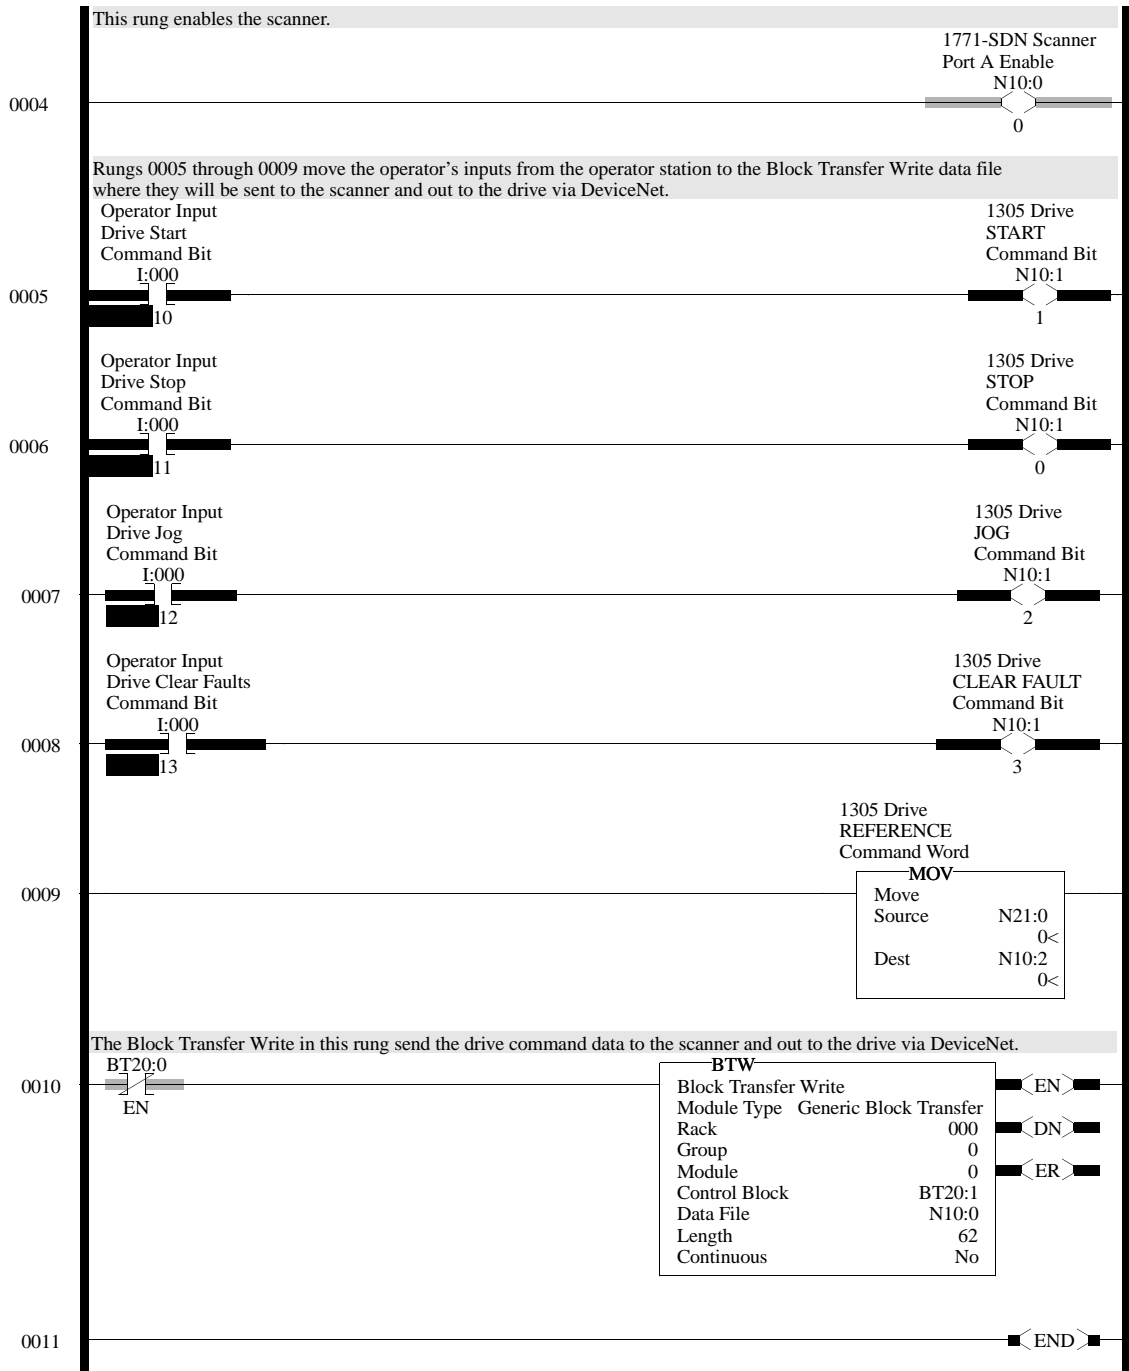 This rung enables the scanner.
1771-SDN Scanner
Port A Enable
N10:0
0004
0
Rungs 0005 through 0009 move the operator's inputs from the operator station to the Block Transfer Write data file
where they will be sent to the scanner and out to the drive via DeviceNet.
Operator Input
Drive Start
Command Bit
I:000
1305 Drive
START
Command Bit
N10:1
0005
10
1
Operator Input
Drive Stop
Command Bit
I:000
1305 Drive
STOP
Command Bit
N10:1
0006
11
0
Operator Input
Drive Jog
Command Bit
I:000
1305 Drive
JOG
Command Bit
N10:1
0007
12
2
Operator Input
Drive Clear Faults
Command Bit
I:000
1305 Drive
CLEAR FAULT
Command Bit
N10:1
0008
13
3
1305 Drive
REFERENCE
Command Word
MOV
0009
Move
Source N21:0
0<
Dest N10:2
0<
The Block Transfer Write in this rung send the drive command data to the scanner and out to the drive via DeviceNet.
BT20:0
0010
EN
BTW
Block Transfer Write
Module Type Generic Block Transfer
Rack 000
Group 0
Module 0
Control Block BT20:1
Data File N10:0
Length 62
Continuous No
EN
DN
ER
0011
END